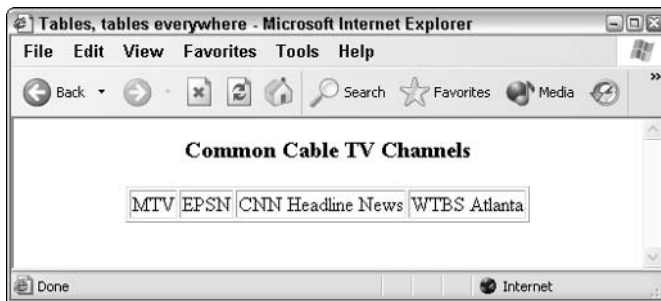 Tables, tables everywhere - Microsoft Internet Explorer
File Edit View Favorites Tools Help
Back Search Favorites Media »
Common Cable TV Channels
MTV EPSN CNN Headline News WTBS Atlanta
Done Internet